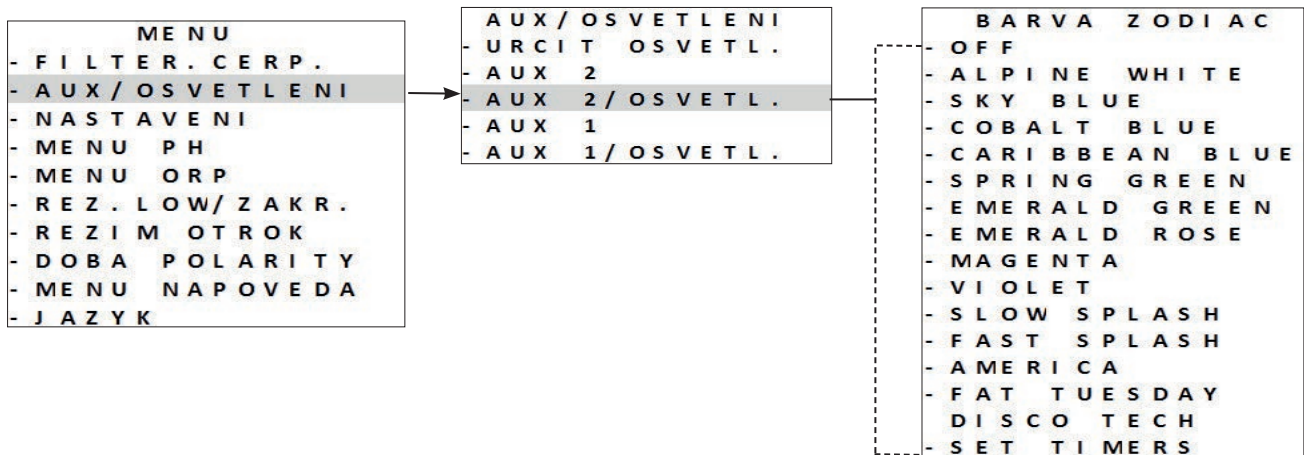 MENU
- FILTER. CERP.
- AUX/OSVETLENI
- NASTAVENI
- MENU PH
- MENU ORP
- REZ. LOW/ZAKR.
- REZIM OTROK
- DOBA POLARITY
- MENU NAPOVEDA
- JAZYK
AUX/OSVETLENI
- URCIT OSVETL.
- AUX 2
- AUX 2/OSVETL.
- AUX 1
- AUX 1/OSVETL.
BARVA ZODIAC
- OFF
- ALPINE WHITE
- SKY BLUE
- COBALT BLUE
- CARIBBEAN BLUE
- SPRING GREEN
- EMERALD GREEN
- EMERALD ROSE
- MAGENTA
- VIOLET
- SLOW SPLASH
- FAST SPLASH
- AMERICA
- FAT TUESDAY
DISCO TECH
- SET TIMERS